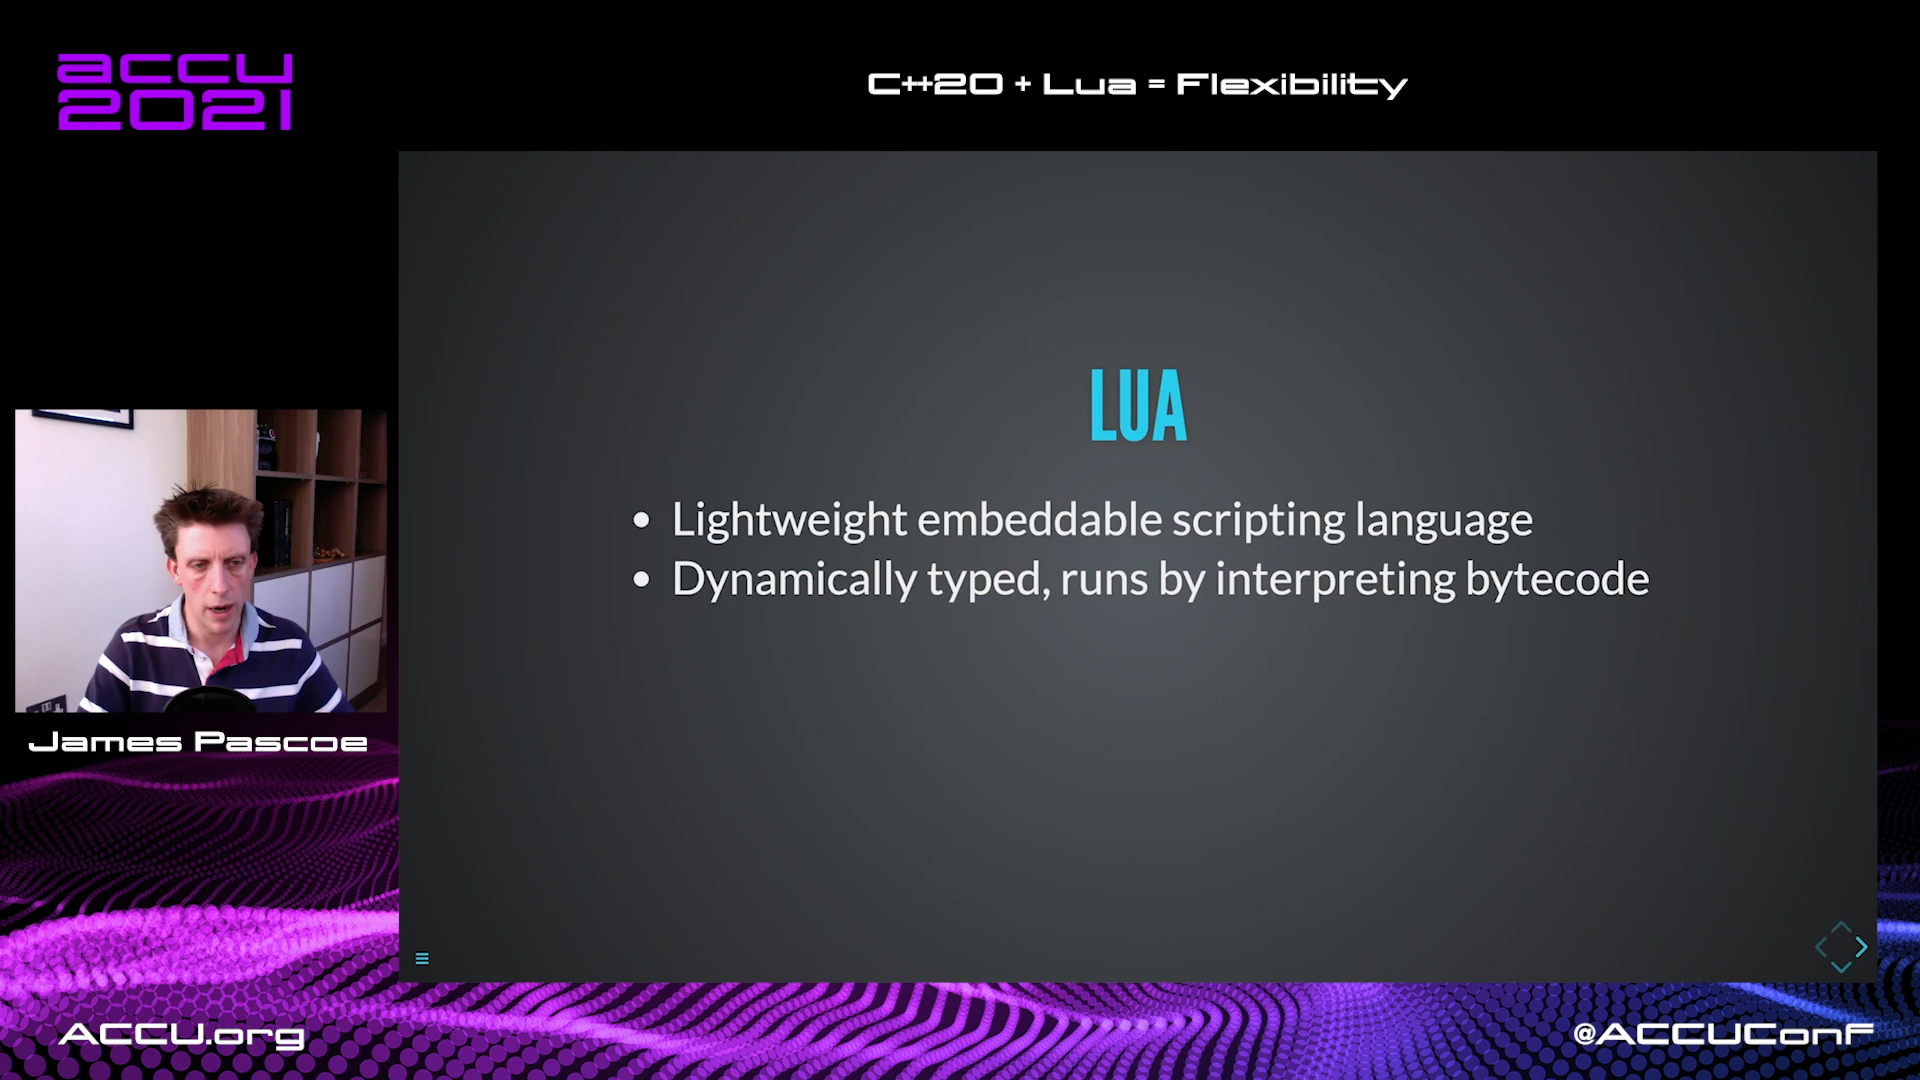 accu
2021
C++20 + Lua = Flexibility
LUA
• Lightweight embeddable scripting language
• Dynamically typed, runs by interpreting bytecode
James Pascoe
ACCU.org
@ACCUConf